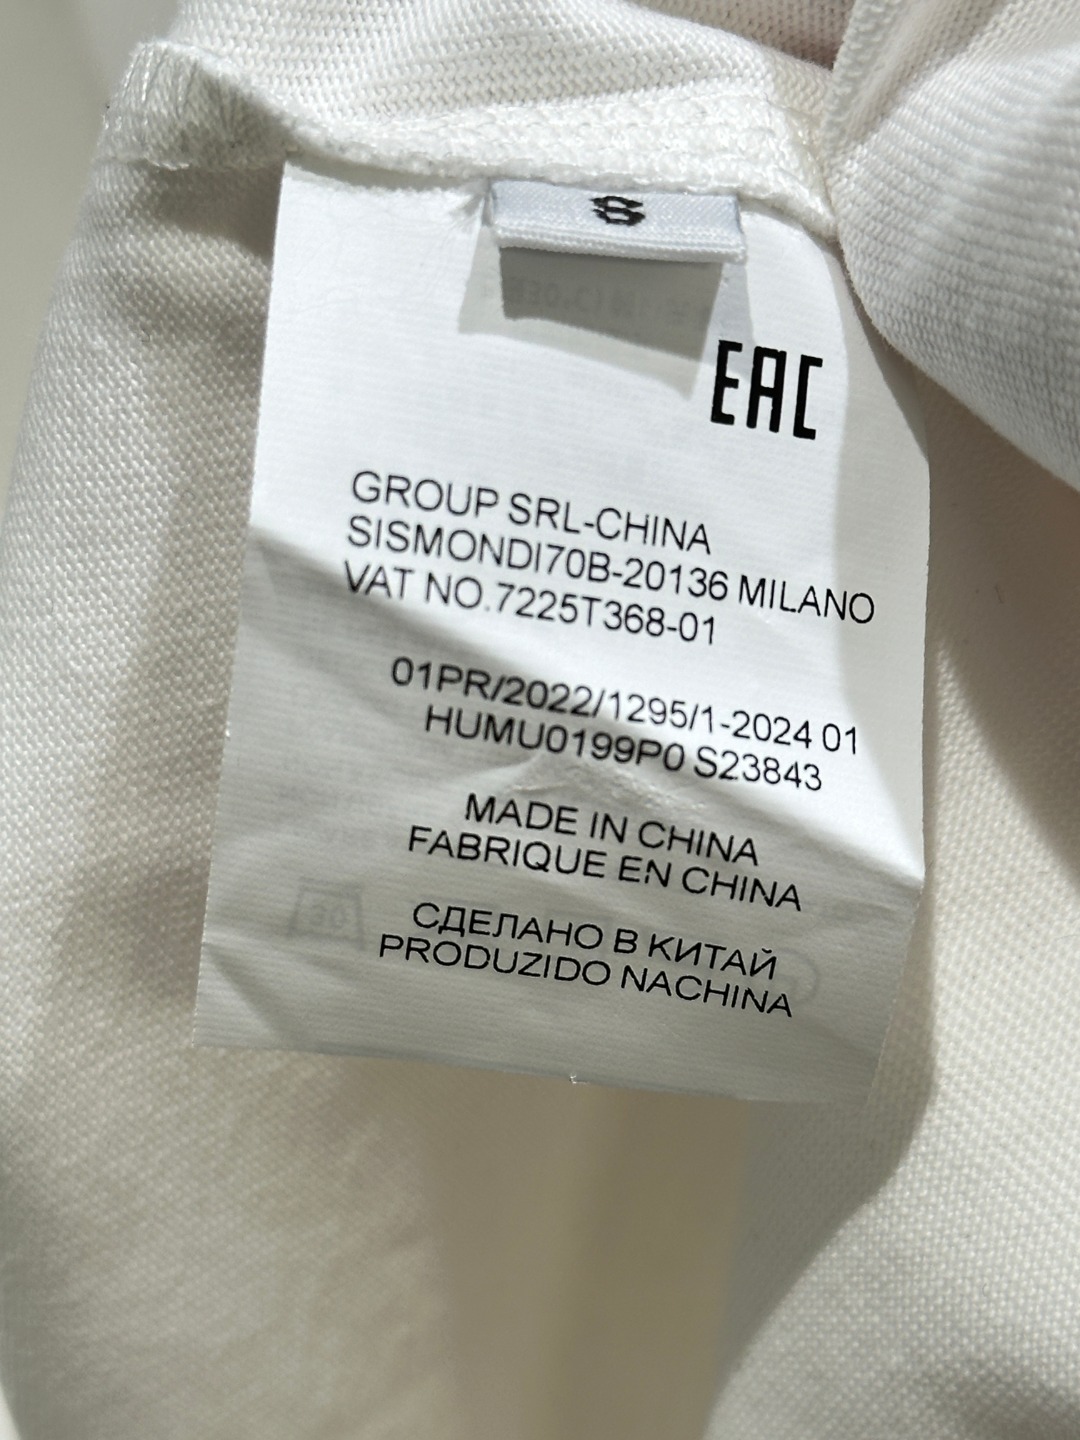 S
EAC
GROUP SRL-CHINA
SISMONDI70B-20136 MILANO
VAT NO.7225T368-01
01PR/2022/1295/1-2024 01
HUMU0199P0 S23843
MADE IN CHINA
FABRIQUE EN CHINA
СДЕЛАНО В КИТАЙ
PRODUZIDO NACHINA